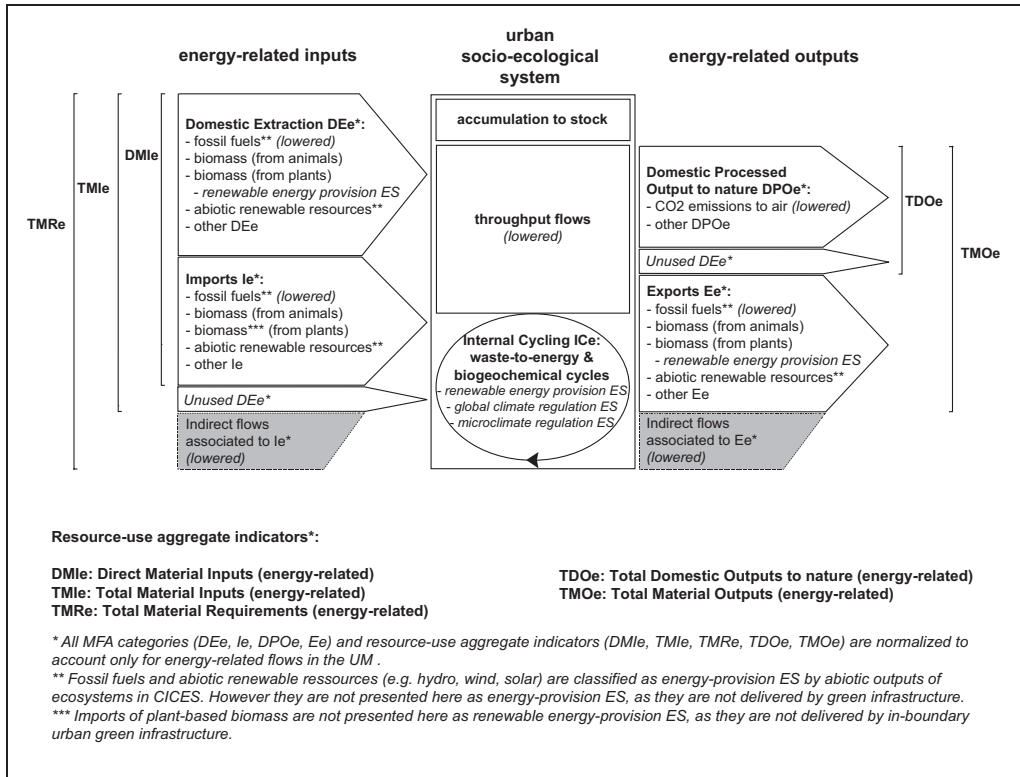 energy-related inputs
urban
socio-ecological
system
energy-related outputs
TMRe
TMIe
DMIe
Domestic Extraction DEe*:
- fossil fuels** (lowered)
- biomass (from animals)
- biomass (from plants)
- renewable energy provision ES
- abiotic renewable resources**
- other DEe
Imports Ie*:
- fossil fuels** (lowered)
- biomass (from animals)
- biomass*** (from plants)
- abiotic renewable resources**
- other Ie
Unused DEe*
Indirect flows
associated to Ie*
(lowered)
accumulation to stock
throughput flows
(lowered)
Internal Cycling ICe:
waste-to-energy &
biogeochemical cycles
- renewable energy provision ES
- global climate regulation ES
- microclimate regulation ES
Domestic Processed
Output to nature DPOe*:
- CO2 emissions to air (lowered)
- other DPOe
Unused DEe*
Exports Ee*:
- fossil fuels** (lowered)
- biomass (from animals)
- biomass (from plants)
- renewable energy provision ES
- abiotic renewable resources**
- other Ee
Indirect flows
associated to Ee*
(lowered)
TDOe
TMOe
Resource-use aggregate indicators*:
DMIe: Direct Material Inputs (energy-related)
TMIe: Total Material Inputs (energy-related)
TMRe: Total Material Requirements (energy-related)
TDOe: Total Domestic Outputs to nature (energy-related)
TMOe: Total Material Outputs (energy-related)
* All MFA categories (DEe, Ie, DPOe, Ee) and resource-use aggregate indicators (DMIe, TMIe, TMRe, TDOe, TMOe) are normalized to
account only for energy-related flows in the UM .
** Fossil fuels and abiotic renewable ressources (e.g. hydro, wind, solar) are classified as energy-provision ES by abiotic outputs of
ecosystems in CICES. However they are not presented here as energy-provision ES, as they are not delivered by green infrastructure.
*** Imports of plant-based biomass are not presented here as renewable energy-provision ES, as they are not delivered by in-boundary
urban green infrastructure.